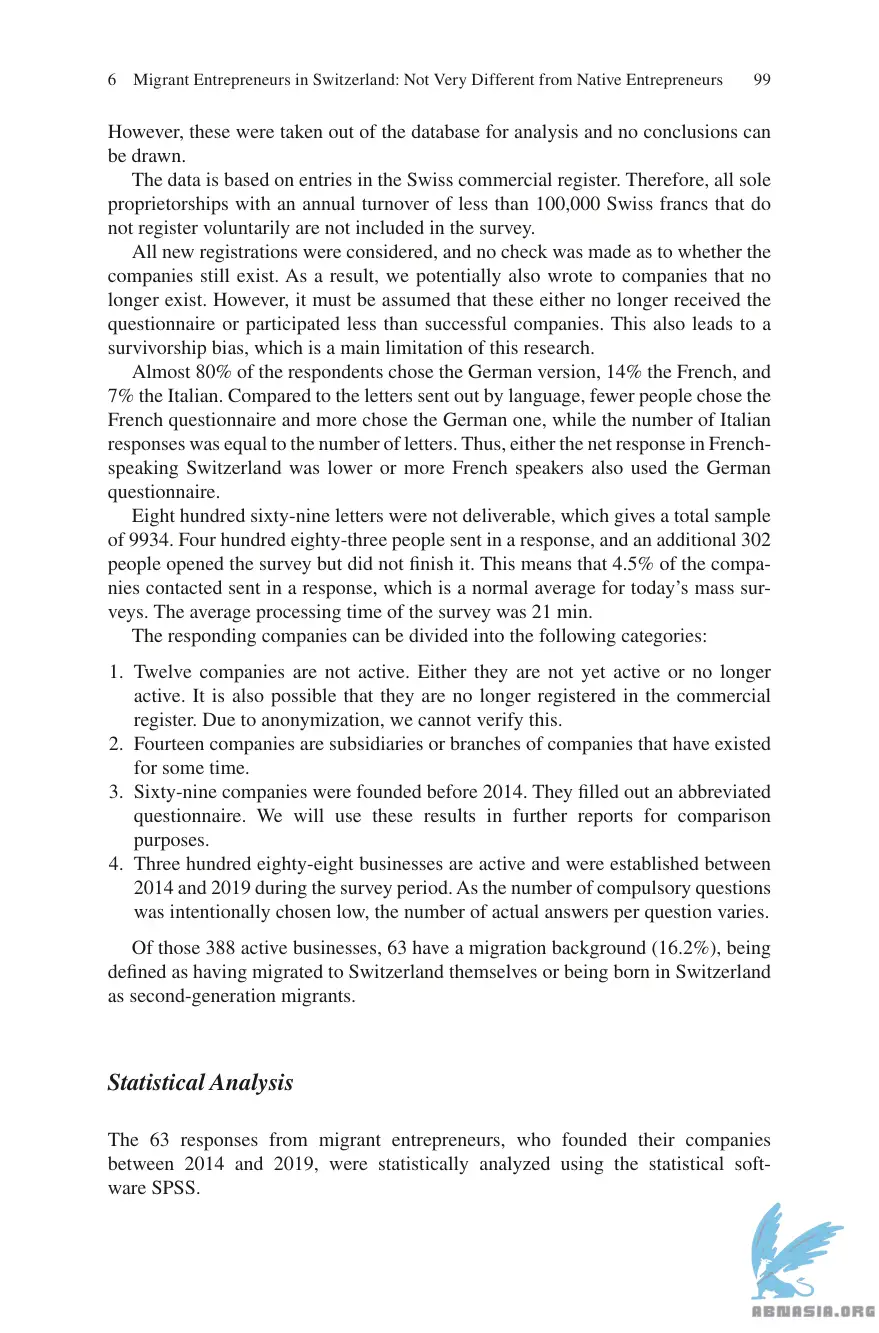 6 Migrant Entrepreneurs in Switzerland: Not Very Different from Native Entrepreneurs 99
However, these were taken out of the database for analysis and no conclusions can
be drawn.
The data is based on entries in the Swiss commercial register. Therefore, all sole
proprietorships with an annual turnover of less than 100,000 Swiss francs that do
not register voluntarily are not included in the survey.
All new registrations were considered, and no check was made as to whether the
companies still exist. As a result, we potentially also wrote to companies that no
longer exist. However, it must be assumed that these either no longer received the
questionnaire or participated less than successful companies. This also leads to a
survivorship bias, which is a main limitation of this research.
Almost 80% of the respondents chose the German version, 14% the French, and
7% the Italian. Compared to the letters sent out by language, fewer people chose the
French questionnaire and more chose the German one, while the number of Italian
responses was equal to the number of letters. Thus, either the net response in French-
speaking Switzerland was lower or more French speakers also used the German
questionnaire.
Eight hundred sixty-nine letters were not deliverable, which gives a total sample
of 9934. Four hundred eighty-three people sent in a response, and an additional 302
people opened the survey but did not finish it. This means that 4.5% of the compa-
nies contacted sent in a response, which is a normal average for today's mass sur-
veys. The average processing time of the survey was 21 min.
The responding companies can be divided into the following categories:
1. Twelve companies are not active. Either they are not yet active or no longer
active. It is also possible that they are no longer registered in the commercial
register. Due to anonymization, we cannot verify this.
2. Fourteen companies are subsidiaries or branches of companies that have existed
for some time.
3. Sixty-nine companies were founded before 2014. They filled out an abbreviated
questionnaire. We will use these results in further reports for comparison
purposes.
4. Three hundred eighty-eight businesses are active and were established between
2014 and 2019 during the survey period. As the number of compulsory questions
was intentionally chosen low, the number of actual answers per question varies.
Of those 388 active businesses, 63 have a migration background (16.2%), being
defined as having migrated to Switzerland themselves or being born in Switzerland
as second-generation migrants.
Statistical Analysis
The 63 responses from migrant entrepreneurs, who founded their companies
between 2014 and 2019, were statistically analyzed using the statistical soft-
ware SPSS.
ABNASIA.ORG